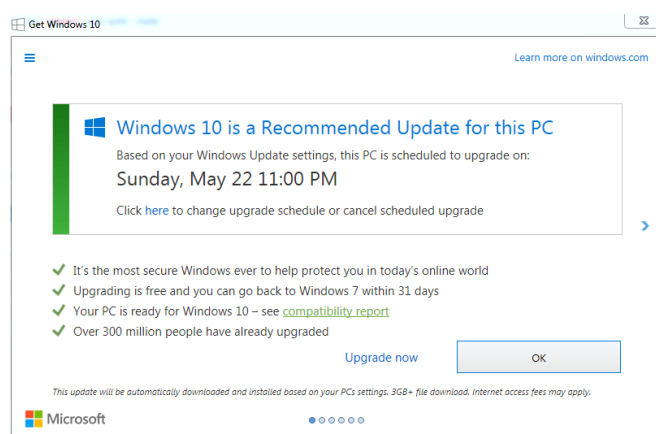 Get Windows 10
Learn more on windows.com
Windows 10 is a Recommended Update for this PC
Based on your Windows Update settings, this PC is scheduled to upgrade on:
Sunday, May 22 11:00 PM
Click here to change upgrade schedule or cancel scheduled upgrade
It's the most secure Windows ever to help protect you in today's online world
Upgrading is free and you can go back to Windows 7 within 31 days
Your PC is ready for Windows 10 – see compatibility report
Over 300 million people have already upgraded
Upgrade now OK
This update will be automatically downloaded and installed based on your PCs settings. 3GB+ file download. Internet access fees may apply.
Microsoft